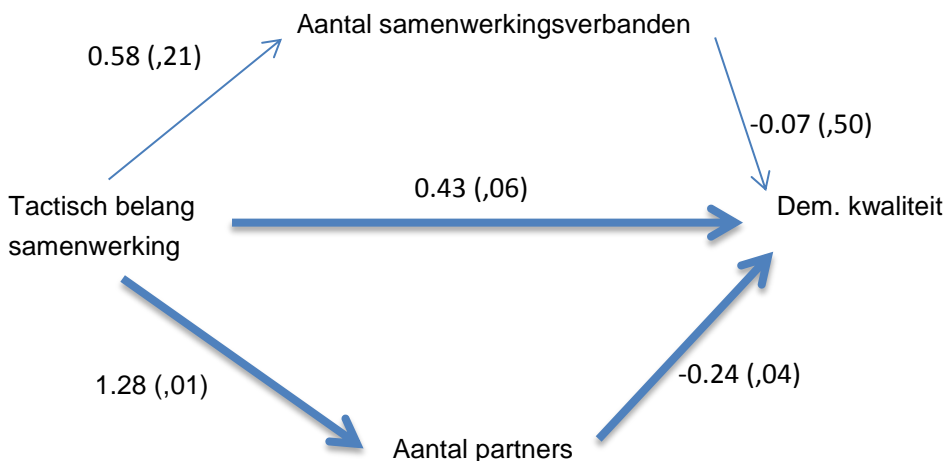 Aantal samenwerkingsverbanden
0.58 (,21)
-0.07 (,50)
0.43 (,06)
Tactisch belang
samenwerking
Dem. kwaliteit
1.28 (,01)
-0.24 (,04)
Aantal partners